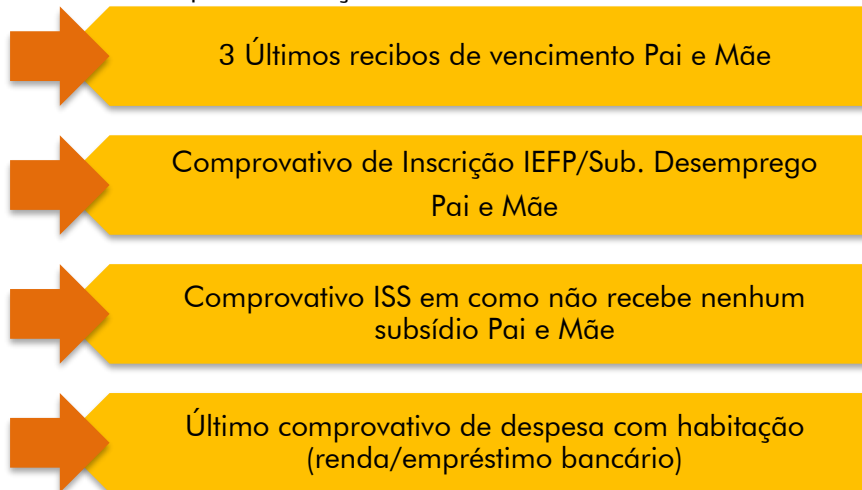 3 Últimos recibos de vencimento Pai e Mãe
Comprovativo de Inscrição IEFP/Sub. Desemprego
Pai e Mãe
Comprovativo ISS em como não recebe nenhum
subsídio Pai e Mãe
Último comprovativo de despesa com habitação
(renda/empréstimo bancário)